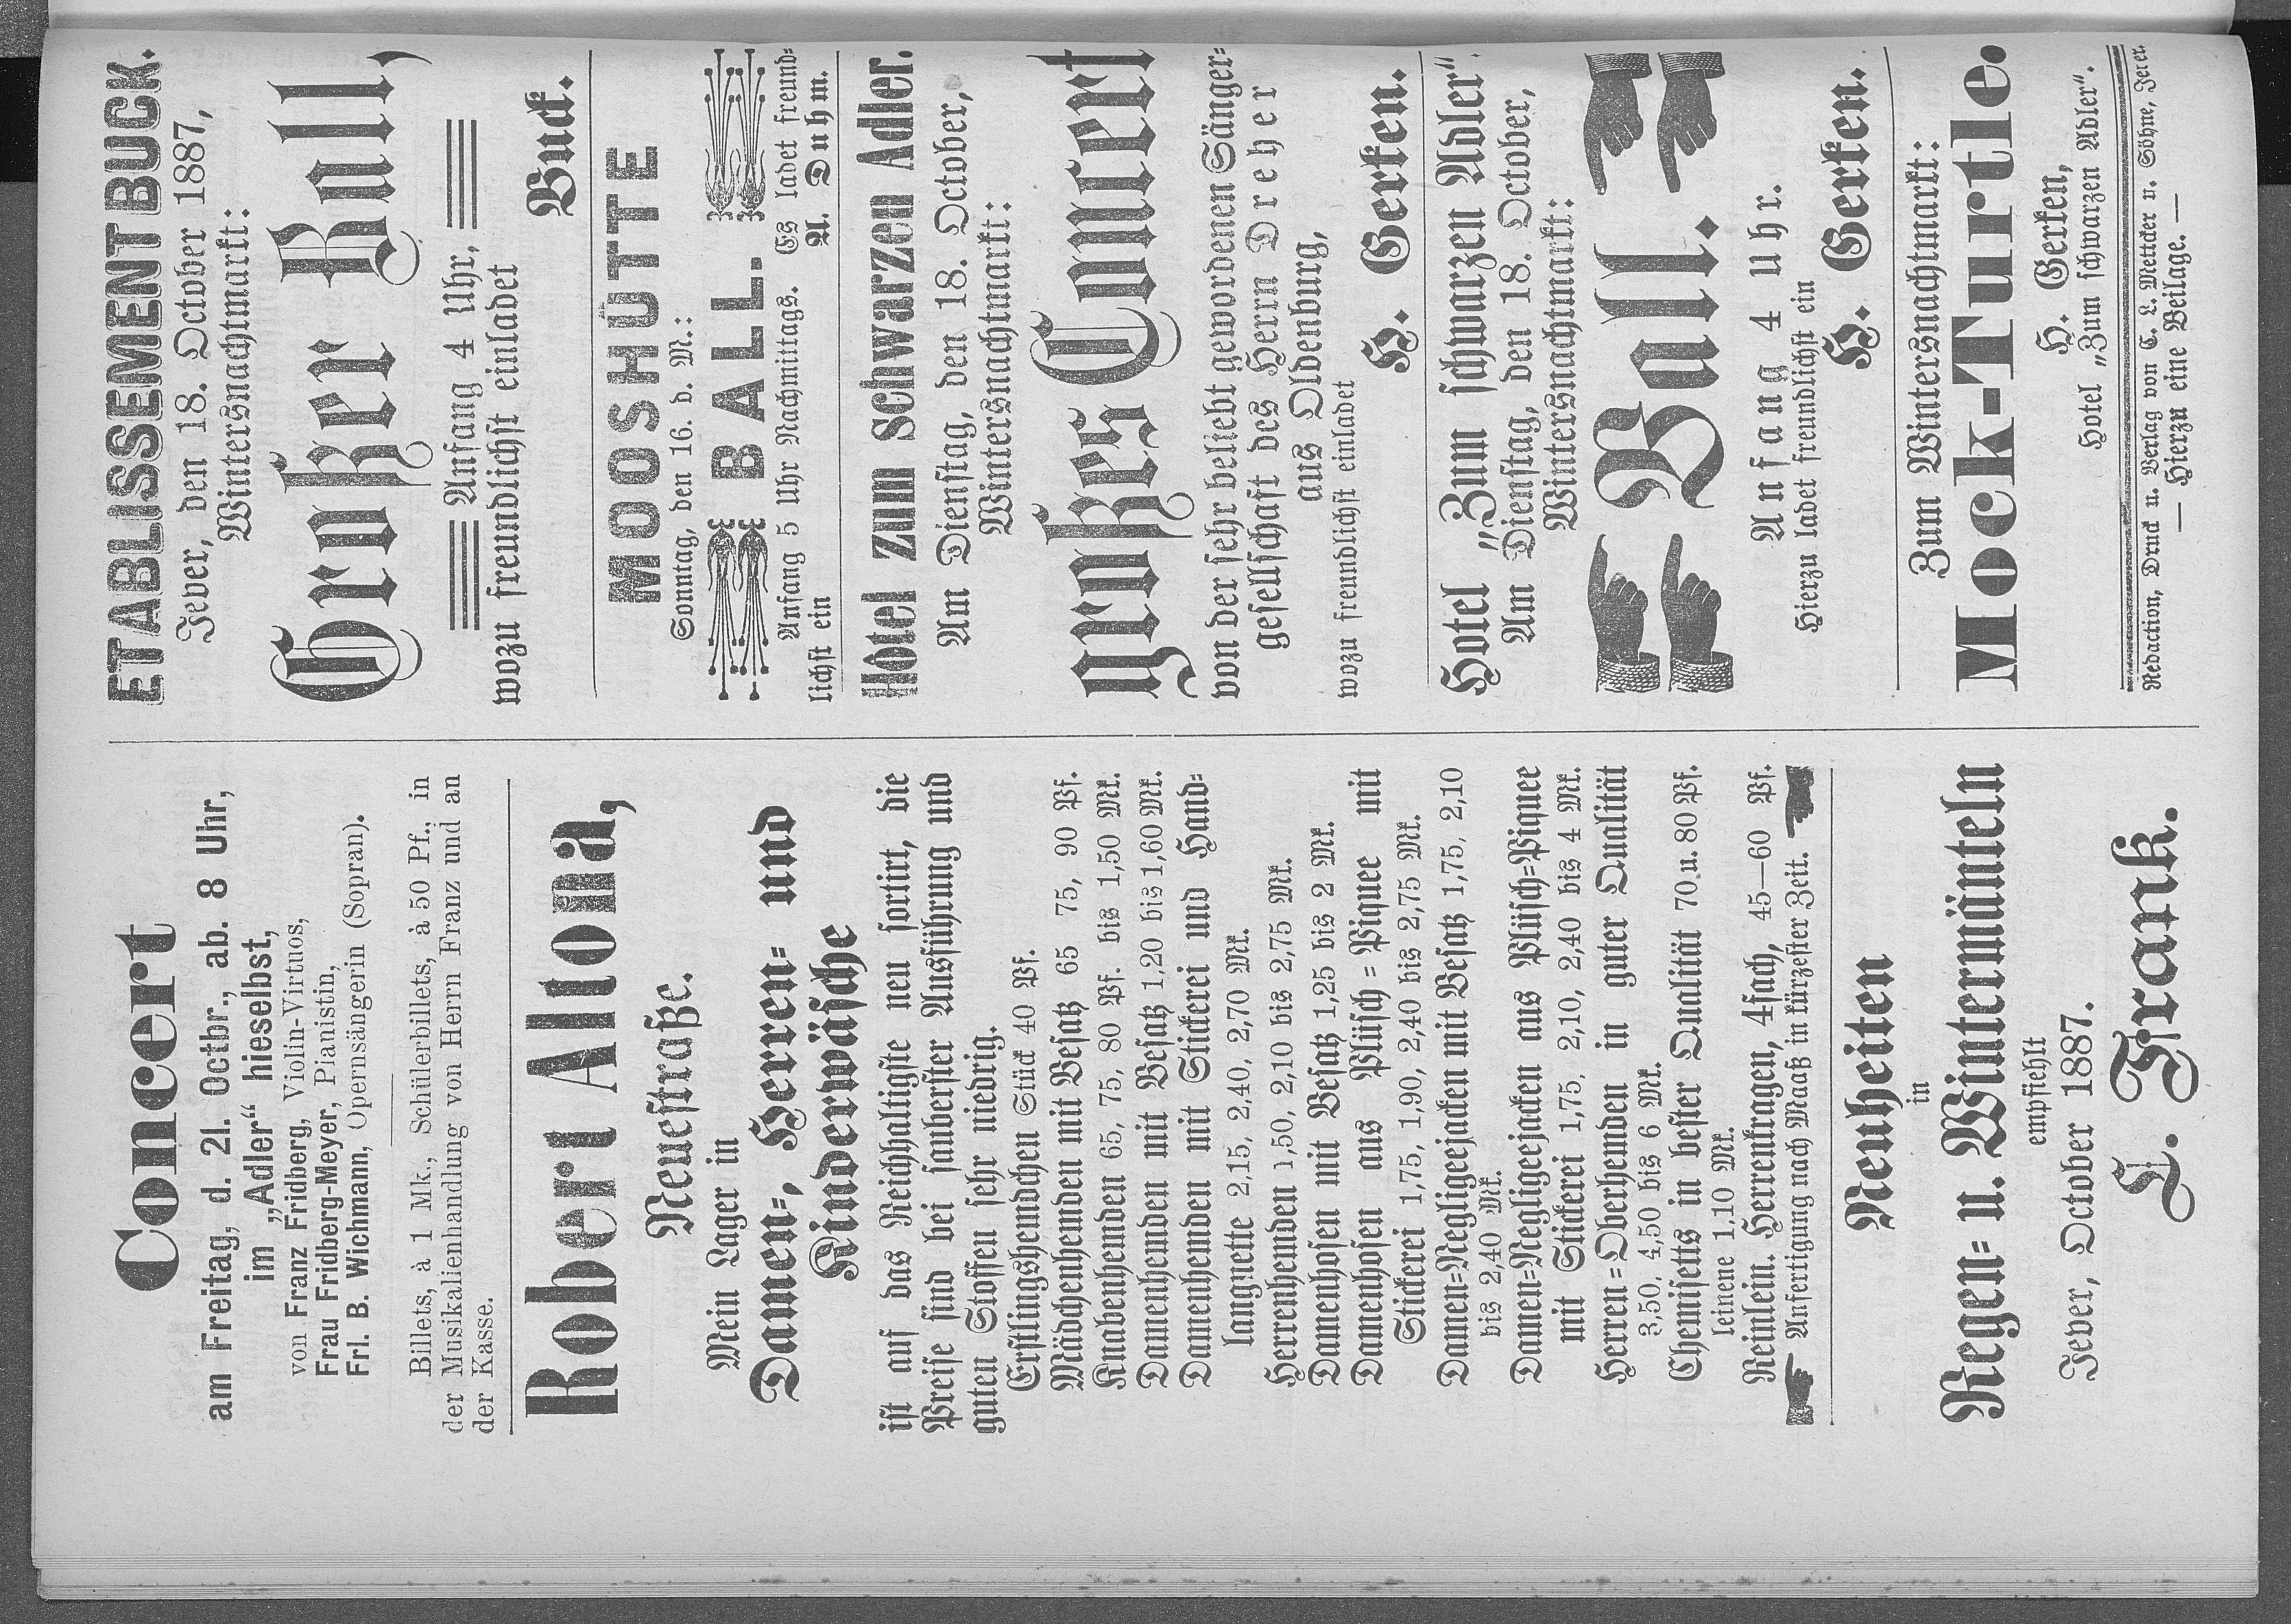 Concert
am Freitag, d. 21. Octbr., ab. 8 Uhr,
im „Adler“ hieselbst,
von Franz Fridberg, Violin-Virtuos,
Frau Fridberg-Meyer, Pianistin,
Frl. B. Wichmann, Opernsängerin (Sopran).
Billets, à 1 Mk., Schülerbillets, à 50 Pf., in
der Musikalienhandlung von Herrn Franz und an
der Kasse.
Robert Altona,
Neuestraße.
Mein Lager in
Damen-, Herren- und
Kinderwäsche
ist auf das Reichhaltigste neu sortirt, die
Preise sind bei sauberster Ausführung und
guten Stoffen sehr niedrig.
Erstlingshemdchen Stück 40 Pf.
Mädchenhemden mit Besatz 65 75, 90 Pf.
Knabenhemden 65, 75, 80 Pf. bis 1,50 Mk.
Damenhemden mit Besatz 1,20 bis 1,60 Mk.
Damenhemden mit Stickerei und Hand-
langnette 2,15, 2,40, 2,70 Mk.
Herrenhemden 1,50, 2,10 bis 2,75 Mk.
Damenhosen mit Besatz 1,25 bis 2 Mk.
Damenhosen aus Plüsch-Piquee mit
Stickerei 1,75, 1,90, 2,40 bis 2,75 Mk.
Damen-Negligeejacken mit Besatz 1,75, 2,10
bis 2,40 Mk.
Damen-Negligeejacken aus Plüsch-Piquee
mit Stickerei 1,75, 2,10, 2,40 bis 4 Mk.
Herren-Oberhemden in guter Qualität
3,50, 4,50 bis 6 Mk.
Chemisetts in bester Qualität 70 u. 80 Pf.
leinene 1,10 Mk.
Reinlein. Herrenkragen, 4fach, 45—60 Pf.
Anfertigung nach Maaß in kürzester Zeit.
Neuheiten
in
Regen- u. Wintermänteln
empfiehlt
Jever, October 1887.
L. Frank.
ETABLISSEMENT BUCK.
Jever, den 18. October 1887,
Wintersnachtmarkt:
Großer Ball,
Anfang 4 Uhr,
wozu freundlichst einladet
Buck.
MOOSHÜTTE
Sonntag, den 16. d. M.:
BALL.
Anfang 5 Uhr Nachmittags. Es ladet freund-
lichst ein A. Duhm.
Hôtel zum schwarzen Adler.
Am Dienstag, den 18. October,
Wintersnachtmarkt:
großes Concert
von der sehr beliebt gewordenen Sänger-
gesellschaft des Herrn Dreher
aus Oldenburg,
wozu freundlichst einladet
H. Gerken.
Hotel „Zum schwarzen Adler“.
Am Dienstag, den 18. October,
Wintersnachtmarkt:
Ball.
Anfang 4 Uhr.
Hierzu ladet freundlichst ein
H. Gerken.
Zum Wintersnachtmarkt:
Mock-Turtle.
H. Gerken,
Hotel „Zum schwarzen Adler“.
Redaction, Druck u. Verlag von C. L. Mettcker u. Söhne, Jever.
— Hierzu eine Beilage. —